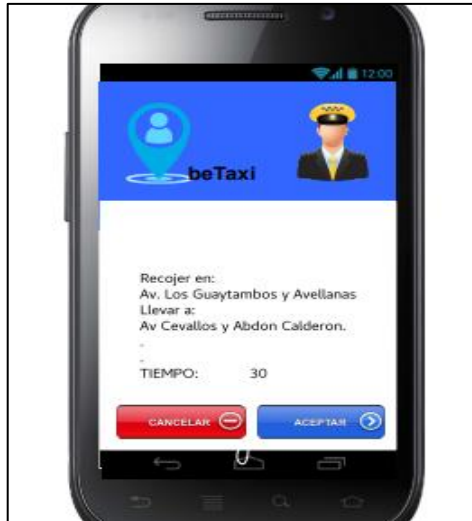 12:00
beTaxi
Recojer en:
Av. Los Guaytambos y Avellanas
Llevar a:
Av Cevallos y Abdon Calderon.
.
.
TIEMPO: 30
CANCELAR ACEPTAR